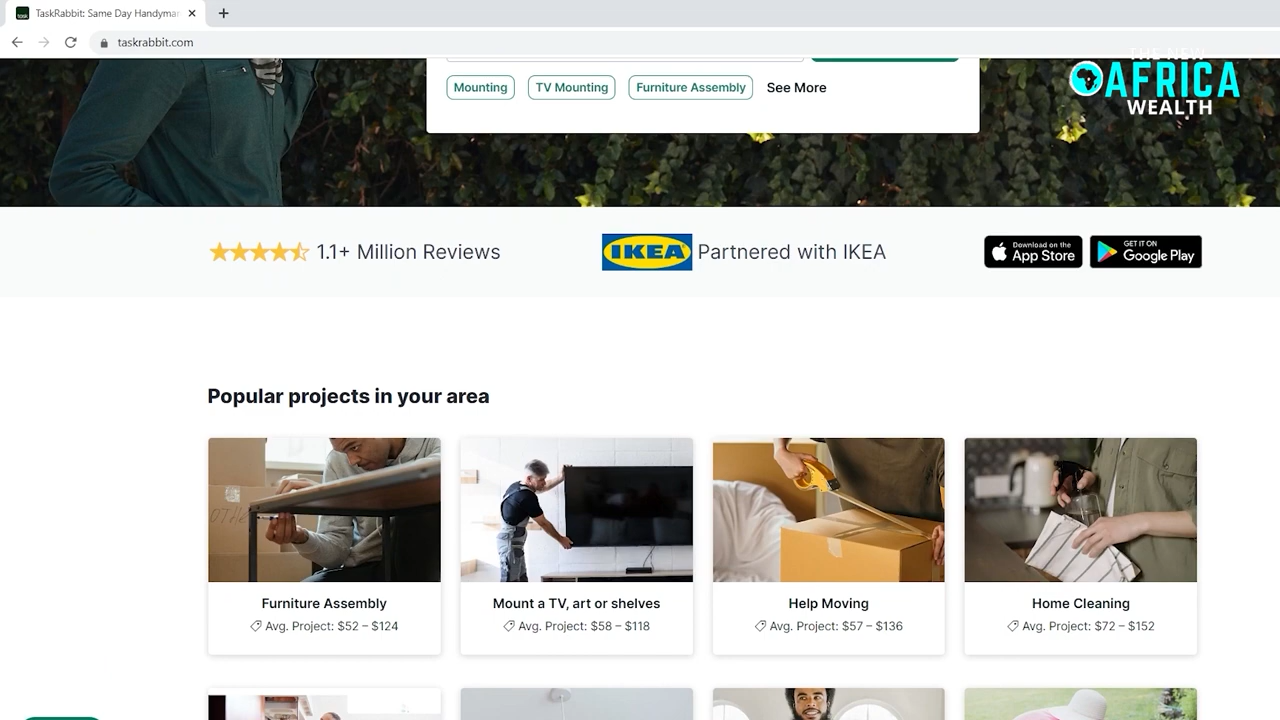 TaskRabbit: Same Day Handyman
taskrabbit.com
THE NEW
AFRICA
WEALTH
Mounting
TV Mounting
Furniture Assembly
See More
1.1+ Million Reviews
IKEA
Partnered with IKEA
Download on the
App Store
GET IT ON
Google Play
Popular projects in your area
Furniture Assembly
Avg. Project: $52 – $124
Mount a TV, art or shelves
Avg. Project: $58 – $118
Help Moving
Avg. Project: $57 – $136
Home Cleaning
Avg. Project: $72 – $152